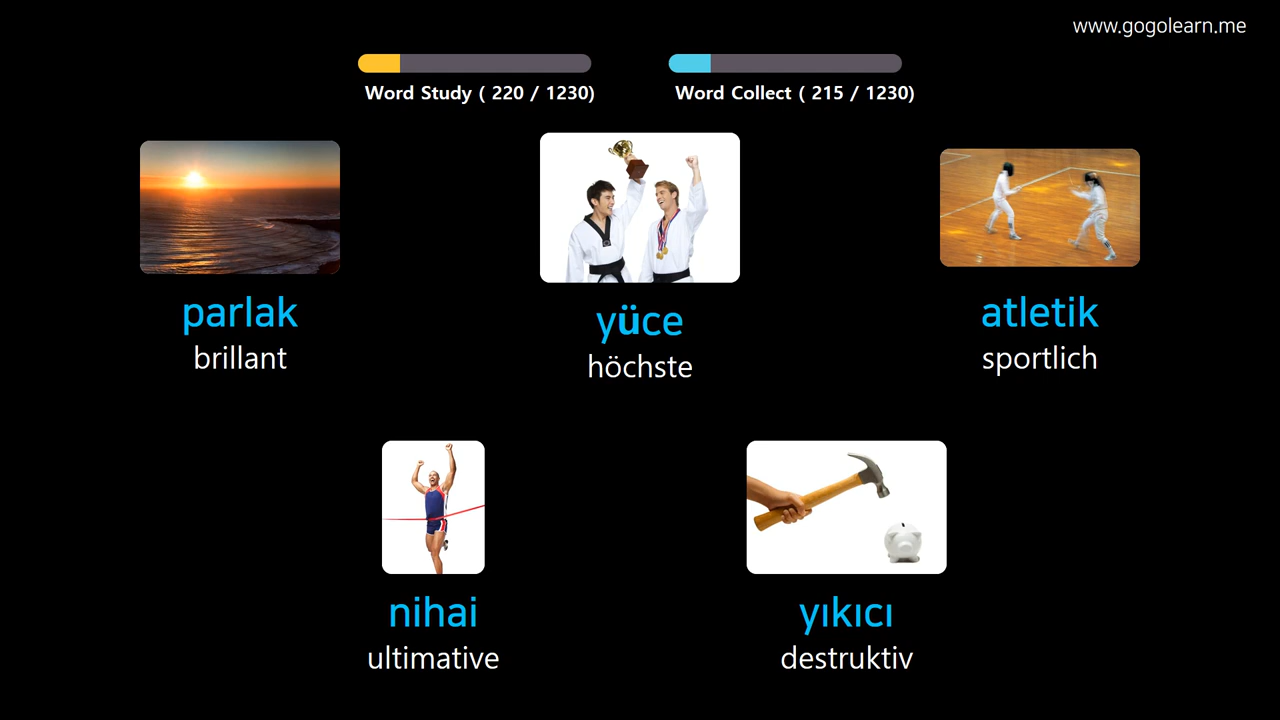 www.gogolearn.me
Word Study ( 220 / 1230)
Word Collect ( 215 / 1230)
parlak
brillant
yüce
höchste
atletik
sportlich
nihai
ultimative
yıkıcı
destruktiv